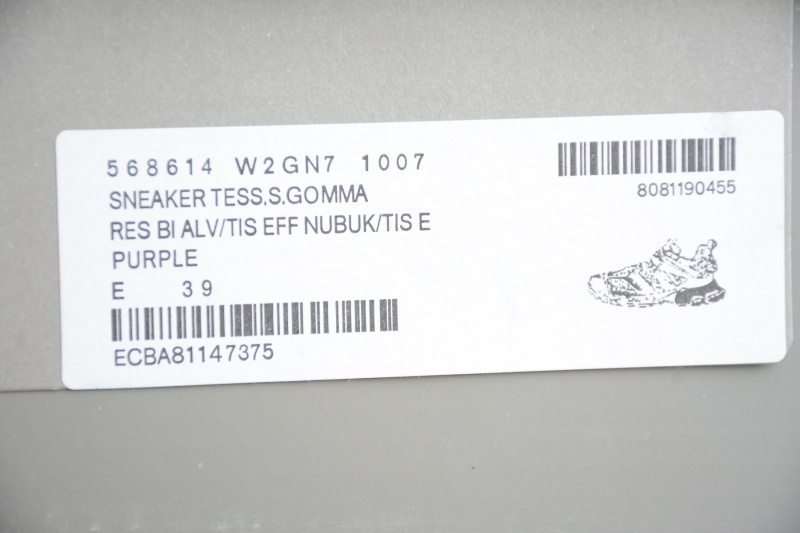 568614 W2GN7 1007
8081190455
SNEAKER TESS.S.GOMMA
RES BI ALV/TIS EFF NUBUK/TIS E
PURPLE
E 39
ECBA81147375